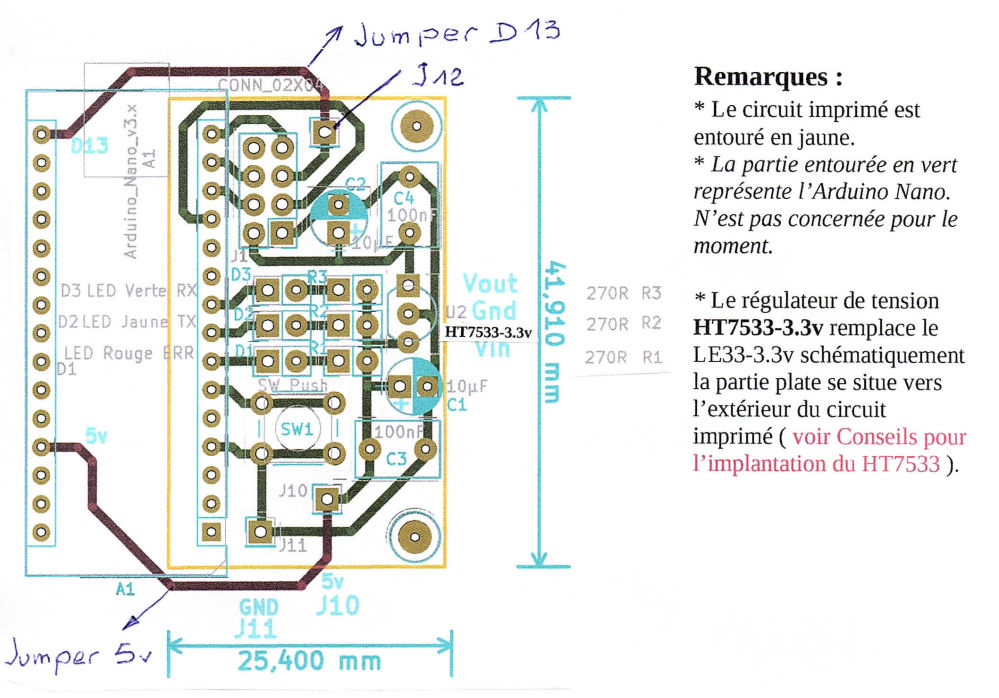 Jumper D13
J12
CONN_02X04
D13
Arduino_Nano_v3.x
A1
C2
C4
100n
10µF
J1
D3
R3
D3 LED Verte RX
D2
R2
D2 LED Jaune TX
D1
LED Rouge ERR
D1
Vout
Gnd
U2
HT7533-3.3v
Vin
270R R3
270R R2
270R R1
41,910 mm
SW_Push
10µF
C1
SW1
100nF
C3
5v
J10
J11
A1
5v
GND
J10
J11
Jumper 5v
25,400 mm
Remarques :
* Le circuit imprimé est
entouré en jaune.
* La partie entourée en vert
représente l’Arduino Nano.
N’est pas concernée pour le
moment.
* Le régulateur de tension
HT7533-3.3v remplace le
LE33-3.3v schématiquement
la partie plate se situe vers
l’extérieur du circuit
imprimé ( voir Conseils pour
l’implantation du HT7533 ).